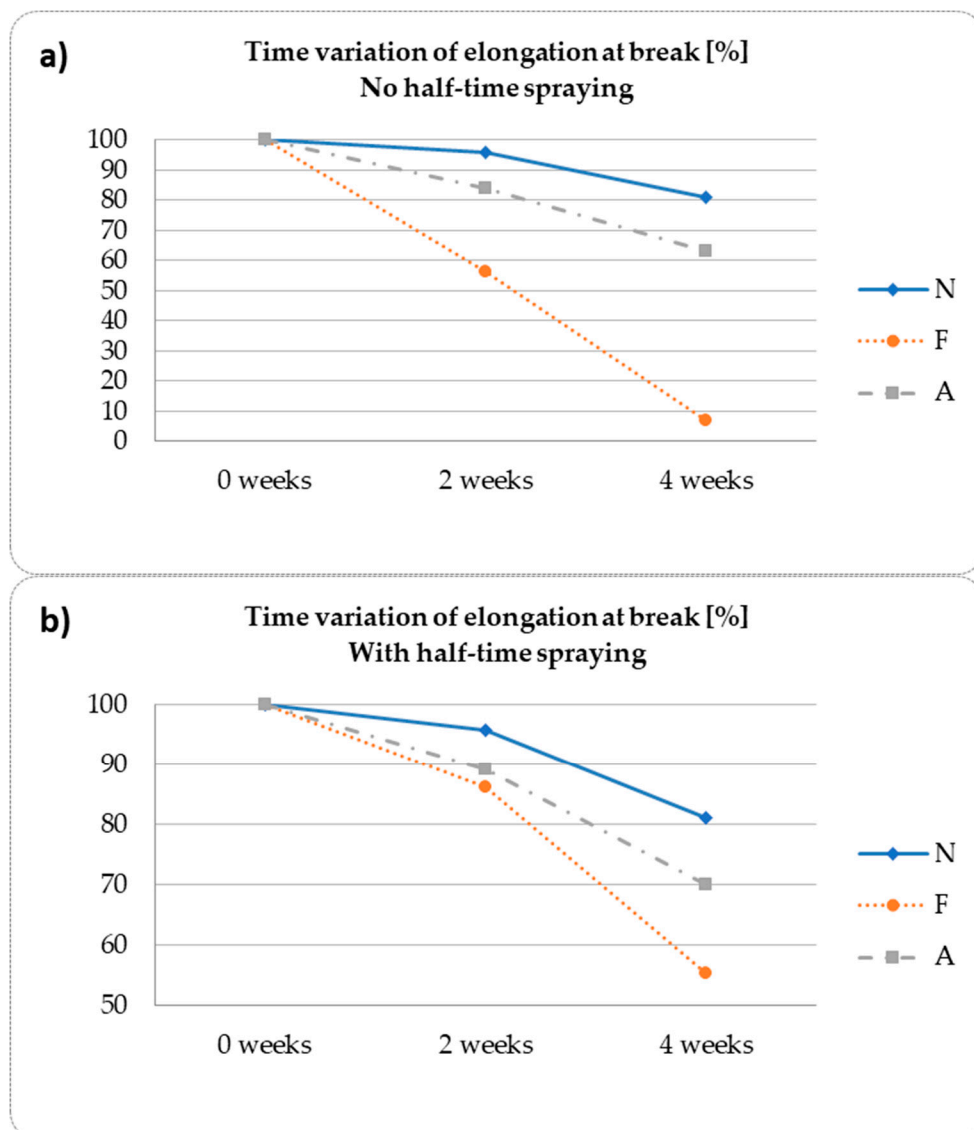 a)
Time variation of elongation at break [%]
No half-time spraying
100
90
80
70
60
50
40
30
20
10
0
0 weeks
2 weeks
4 weeks
N
F
A
b)
Time variation of elongation at break [%]
With half-time spraying
100
90
80
70
60
50
0 weeks
2 weeks
4 weeks
N
F
A